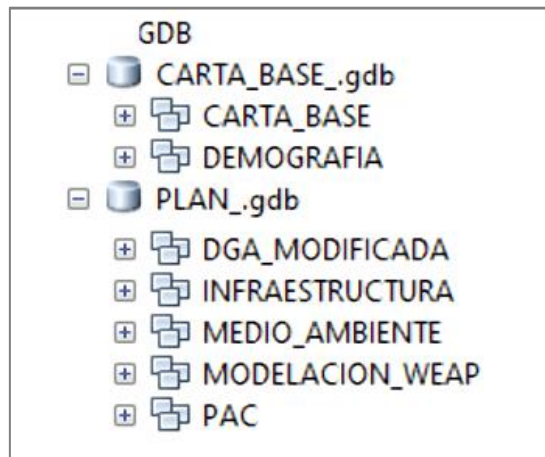 GDB
CARTA_BASE_.gdb
CARTA_BASE
DEMOGRAFIA
PLAN_.gdb
DGA_MODIFICADA
INFRAESTRUCTURA
MEDIO_AMBIENTE
MODELACION_WEAP
PAC